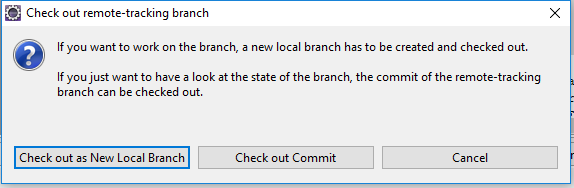 Check out remote-tracking branch
If you want to work on the branch, a new local branch has to be created and checked out.
If you just want to have a look at the state of the branch, the commit of the remote-tracking
branch can be checked out.
Check out as New Local Branch
Check out Commit
Cancel